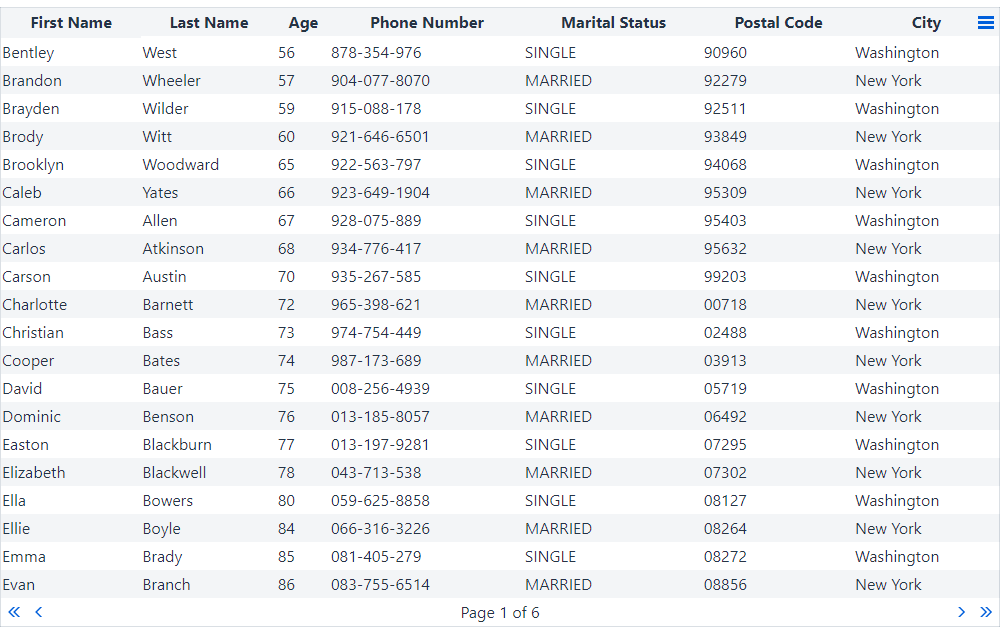 First Name Last Name Age Phone Number Marital Status Postal Code City
Bentley West 56 878-354-976 SINGLE 90960 Washington
Brandon Wheeler 57 904-077-8070 MARRIED 92279 New York
Brayden Wilder 59 915-088-178 SINGLE 92511 Washington
Brody Witt 60 921-646-6501 MARRIED 93849 New York
Brooklyn Woodward 65 922-563-797 SINGLE 94068 Washington
Caleb Yates 66 923-649-1904 MARRIED 95309 New York
Cameron Allen 67 928-075-889 SINGLE 95403 Washington
Carlos Atkinson 68 934-776-417 MARRIED 95632 New York
Carson Austin 70 935-267-585 SINGLE 99203 Washington
Charlotte Barnett 72 965-398-621 MARRIED 00718 New York
Christian Bass 73 974-754-449 SINGLE 02488 Washington
Cooper Bates 74 987-173-689 MARRIED 03913 New York
David Bauer 75 008-256-4939 SINGLE 05719 Washington
Dominic Benson 76 013-185-8057 MARRIED 06492 New York
Easton Blackburn 77 013-197-9281 SINGLE 07295 Washington
Elizabeth Blackwell 78 043-713-538 MARRIED 07302 New York
Ella Bowers 80 059-625-8858 SINGLE 08127 Washington
Ellie Boyle 84 066-316-3226 MARRIED 08264 New York
Emma Brady 85 081-405-279 SINGLE 08272 Washington
Evan Branch 86 083-755-6514 MARRIED 08856 New York
Page 1 of 6